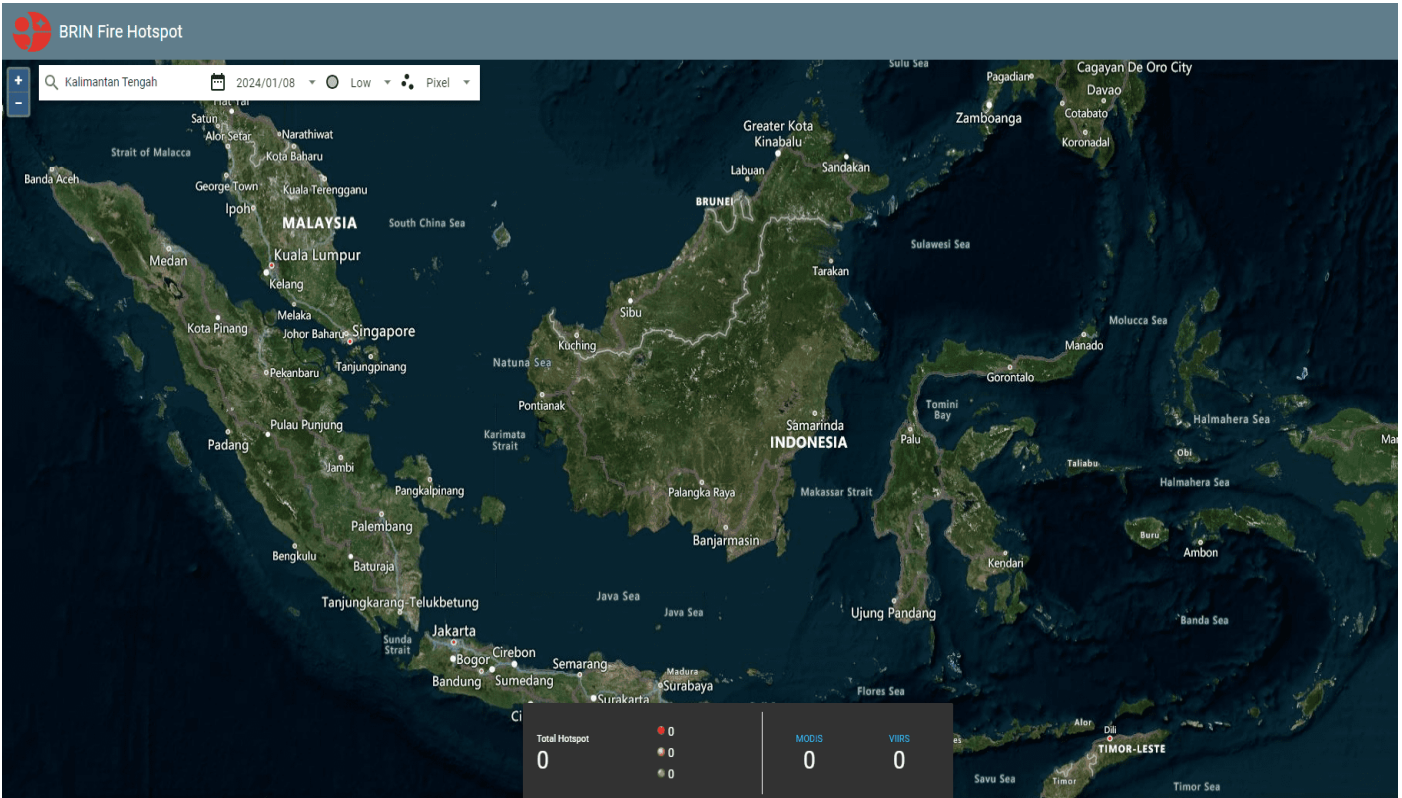 BRIN Fire Hotspot
+
Kalimantan Tengah
2024/01/08
Low
Pixel
-
Sulu Sea
Pagadian
Cagayan De Oro City
Davao
Zamboanga
Cotabato
Koronadal
Hat Yai
Satun
Alor Setar
Narathiwat
Strait of Malacca
Kota Baharu
Greater Kota
Kinabalu
Labuan
Sandakan
Banda Aceh
George Town
Kuala Terengganu
Ipoh
BRUNEI
MALAYSIA
South China Sea
Sulawesi Sea
Kuala Lumpur
Medan
Kelang
Tarakan
Melaka
Sibu
Molucca Sea
Kota Pinang
Johor Baharu
Singapore
Kuching
Manado
Natuna Sea
Tanjungpinang
Pekanbaru
Gorontalo
Pontianak
Tomini
Bay
Halmahera Sea
Pulau Punjung
Samarinda
Karimata
Strait
INDONESIA
Palu
Ma
Padang
Obi
Jambi
Taliabu
Halmahera Sea
Pangkalpinang
Palangka Raya
Makassar Strait
Palembang
Banjarmasin
Buru
Ambon
Bengkulu
Baturaja
Kendari
Tanjungkarang-Telukbetung
Java Sea
Java Sea
Ujung Pandang
Banda Sea
Sunda
Strait
Jakarta
Bogor
Cirebon
Semarang
Madura
Bandung
Sumedang
Surabaya
Surakarta
Flores Sea
Ci
Alor
Dili
es
TIMOR-LESTE
Savu Sea
Timor
Timor Sea
Total Hotspot
0
0
0
0
MODIS
0
VIIRS
0